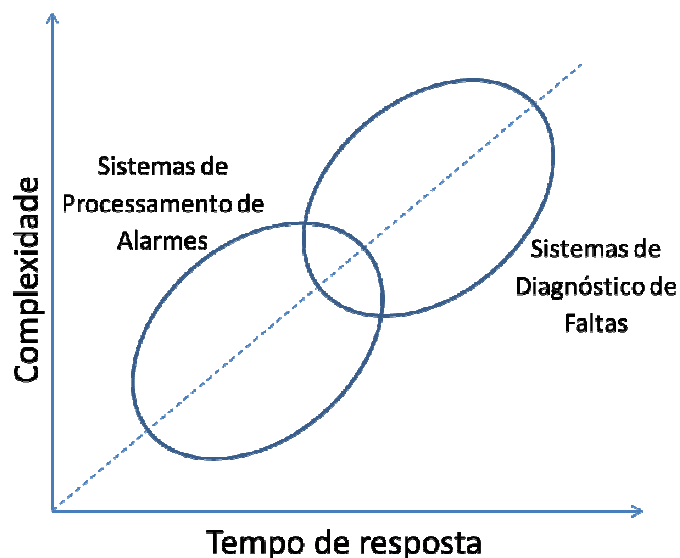 Sistemas de
Processamento de
Alarmes
Sistemas de
Diagnóstico de
Faltas
Complexidade
Tempo de resposta